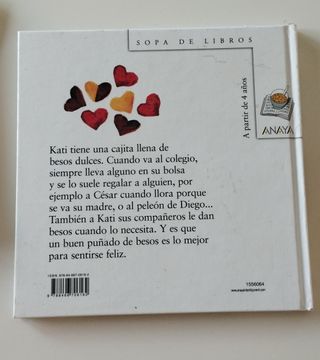 SOPA DE LIBROS
A partir de 4 años
ANAYA
Kati tiene una cajita llena de
besos dulces. Cuando va al colegio,
siempre lleva alguno en su bolsa
y se lo suele regalar a alguien, por
ejemplo a César cuando llora porque
se va su madre, o al peleón de Diego...
También a Kati sus compañeros le dan
besos cuando lo necesita. Y es que
un buen puñado de besos es lo mejor
para sentirse feliz.
1556064